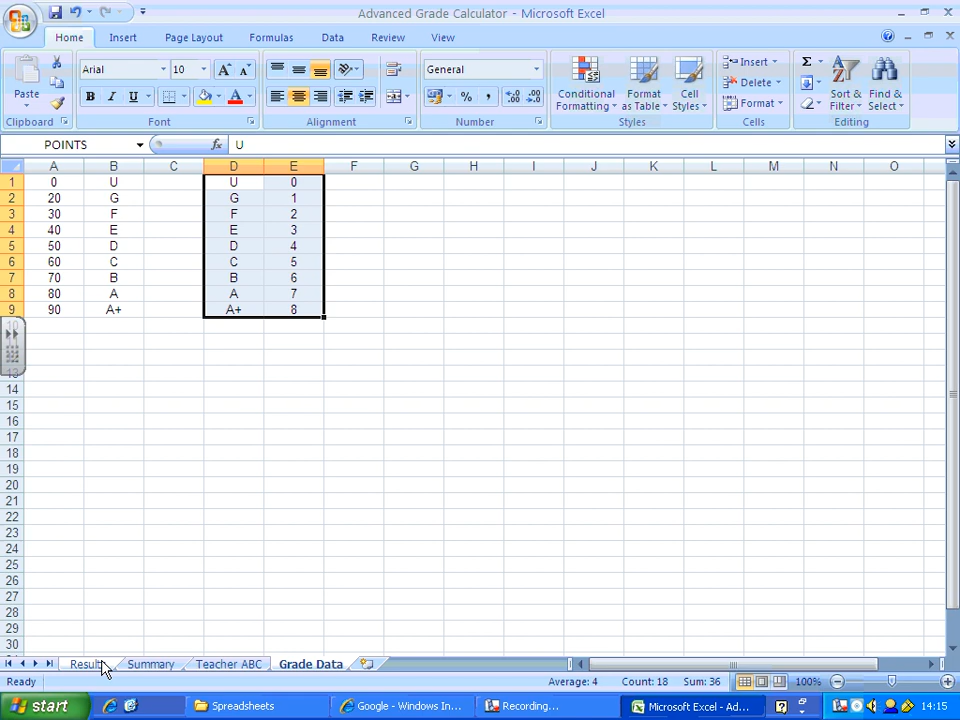 Advanced Grade Calculator - Microsoft Excel
Home Insert Page Layout Formulas Data Review View
Paste
Clipboard
Arial 10
B I U
Font
Alignment
General
Number
Conditional Formatting
Format as Table
Cell Styles
Styles
Insert
Delete
Format
Cells
Sort & Filter
Find & Select
Editing
POINTS fx U
A B C D E F G H I J K L M N O
1 0 U U 0
2 20 G G 1
3 30 F F 2
4 40 E E 3
5 50 D D 4
6 60 C C 5
7 70 B B 6
8 80 A A 7
9 90 A+ A+ 8
10
13
14
15
16
17
18
19
20
21
22
23
24
25
26
27
28
29
30
Results Summary Teacher ABC Grade Data
Ready Average: 4 Count: 18 Sum: 36 100%
start Spreadsheets Google - Windows In... Recording... Microsoft Excel - Ad... 14:15